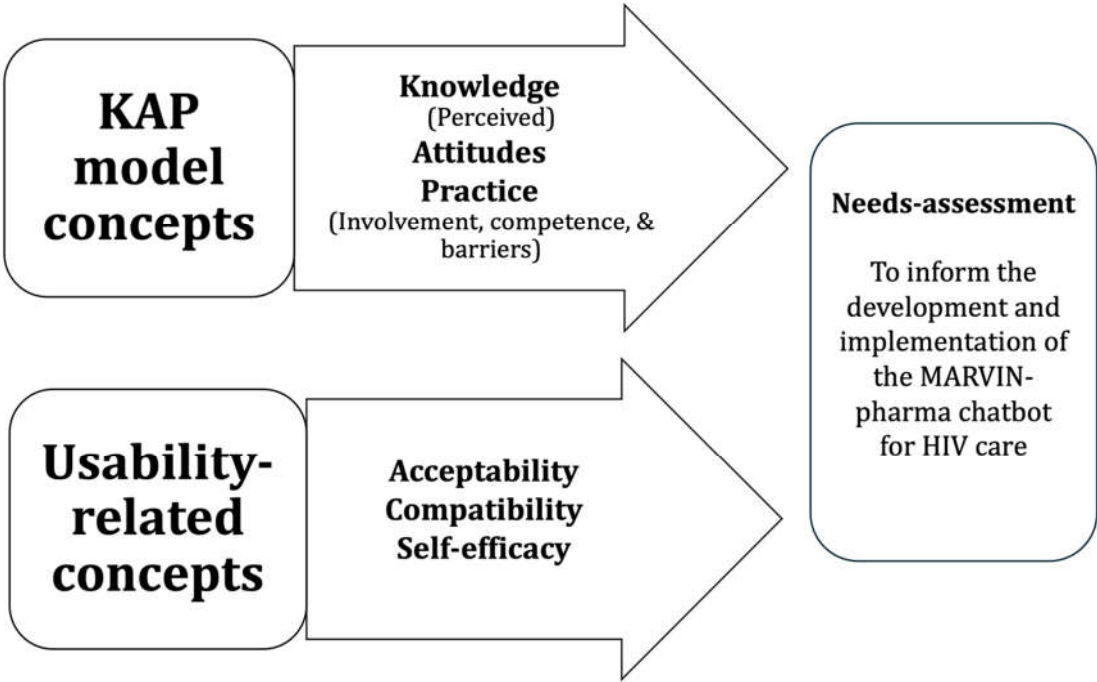 KAP
model
concepts
Knowledge
(Perceived)
Attitudes
Practice
(Involvement, competence, &
barriers)
Usability-
related
concepts
Acceptability
Compatibility
Self-efficacy
Needs-assessment
To inform the
development and
implementation of
the MARVIN-
pharma chatbot
for HIV care